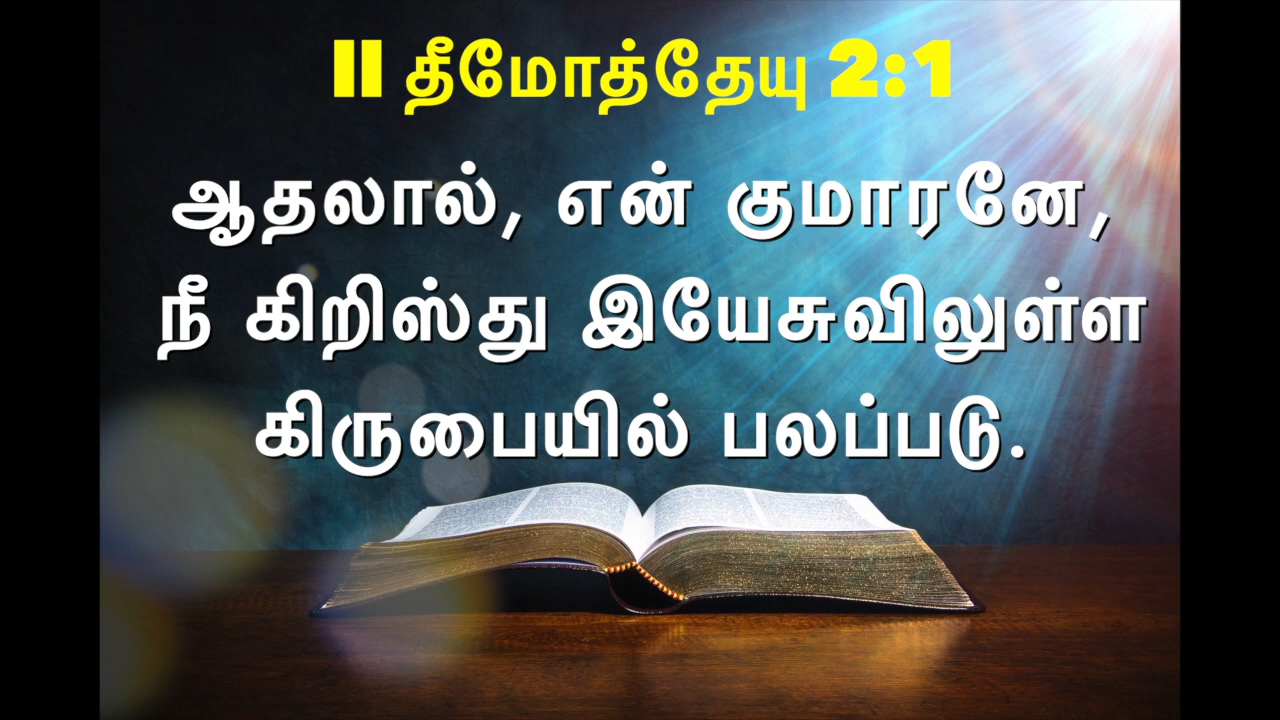 II தீமோத்தேயு 2:1
ஆதலால், என் குமாரனே,
நீ கிறிஸ்து இயேசுவிலுள்ள
கிருபையில் பலப்படு.